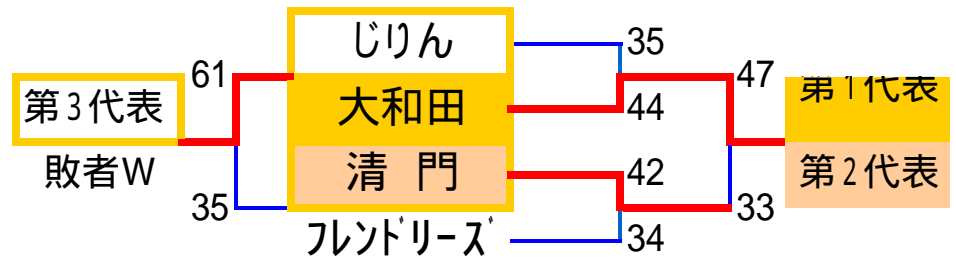 じりん
35
61
47
第1代表
第3代表
大和田
44
敗者W
清 門
42
第2代表
35
33
フレンドリーズ
34